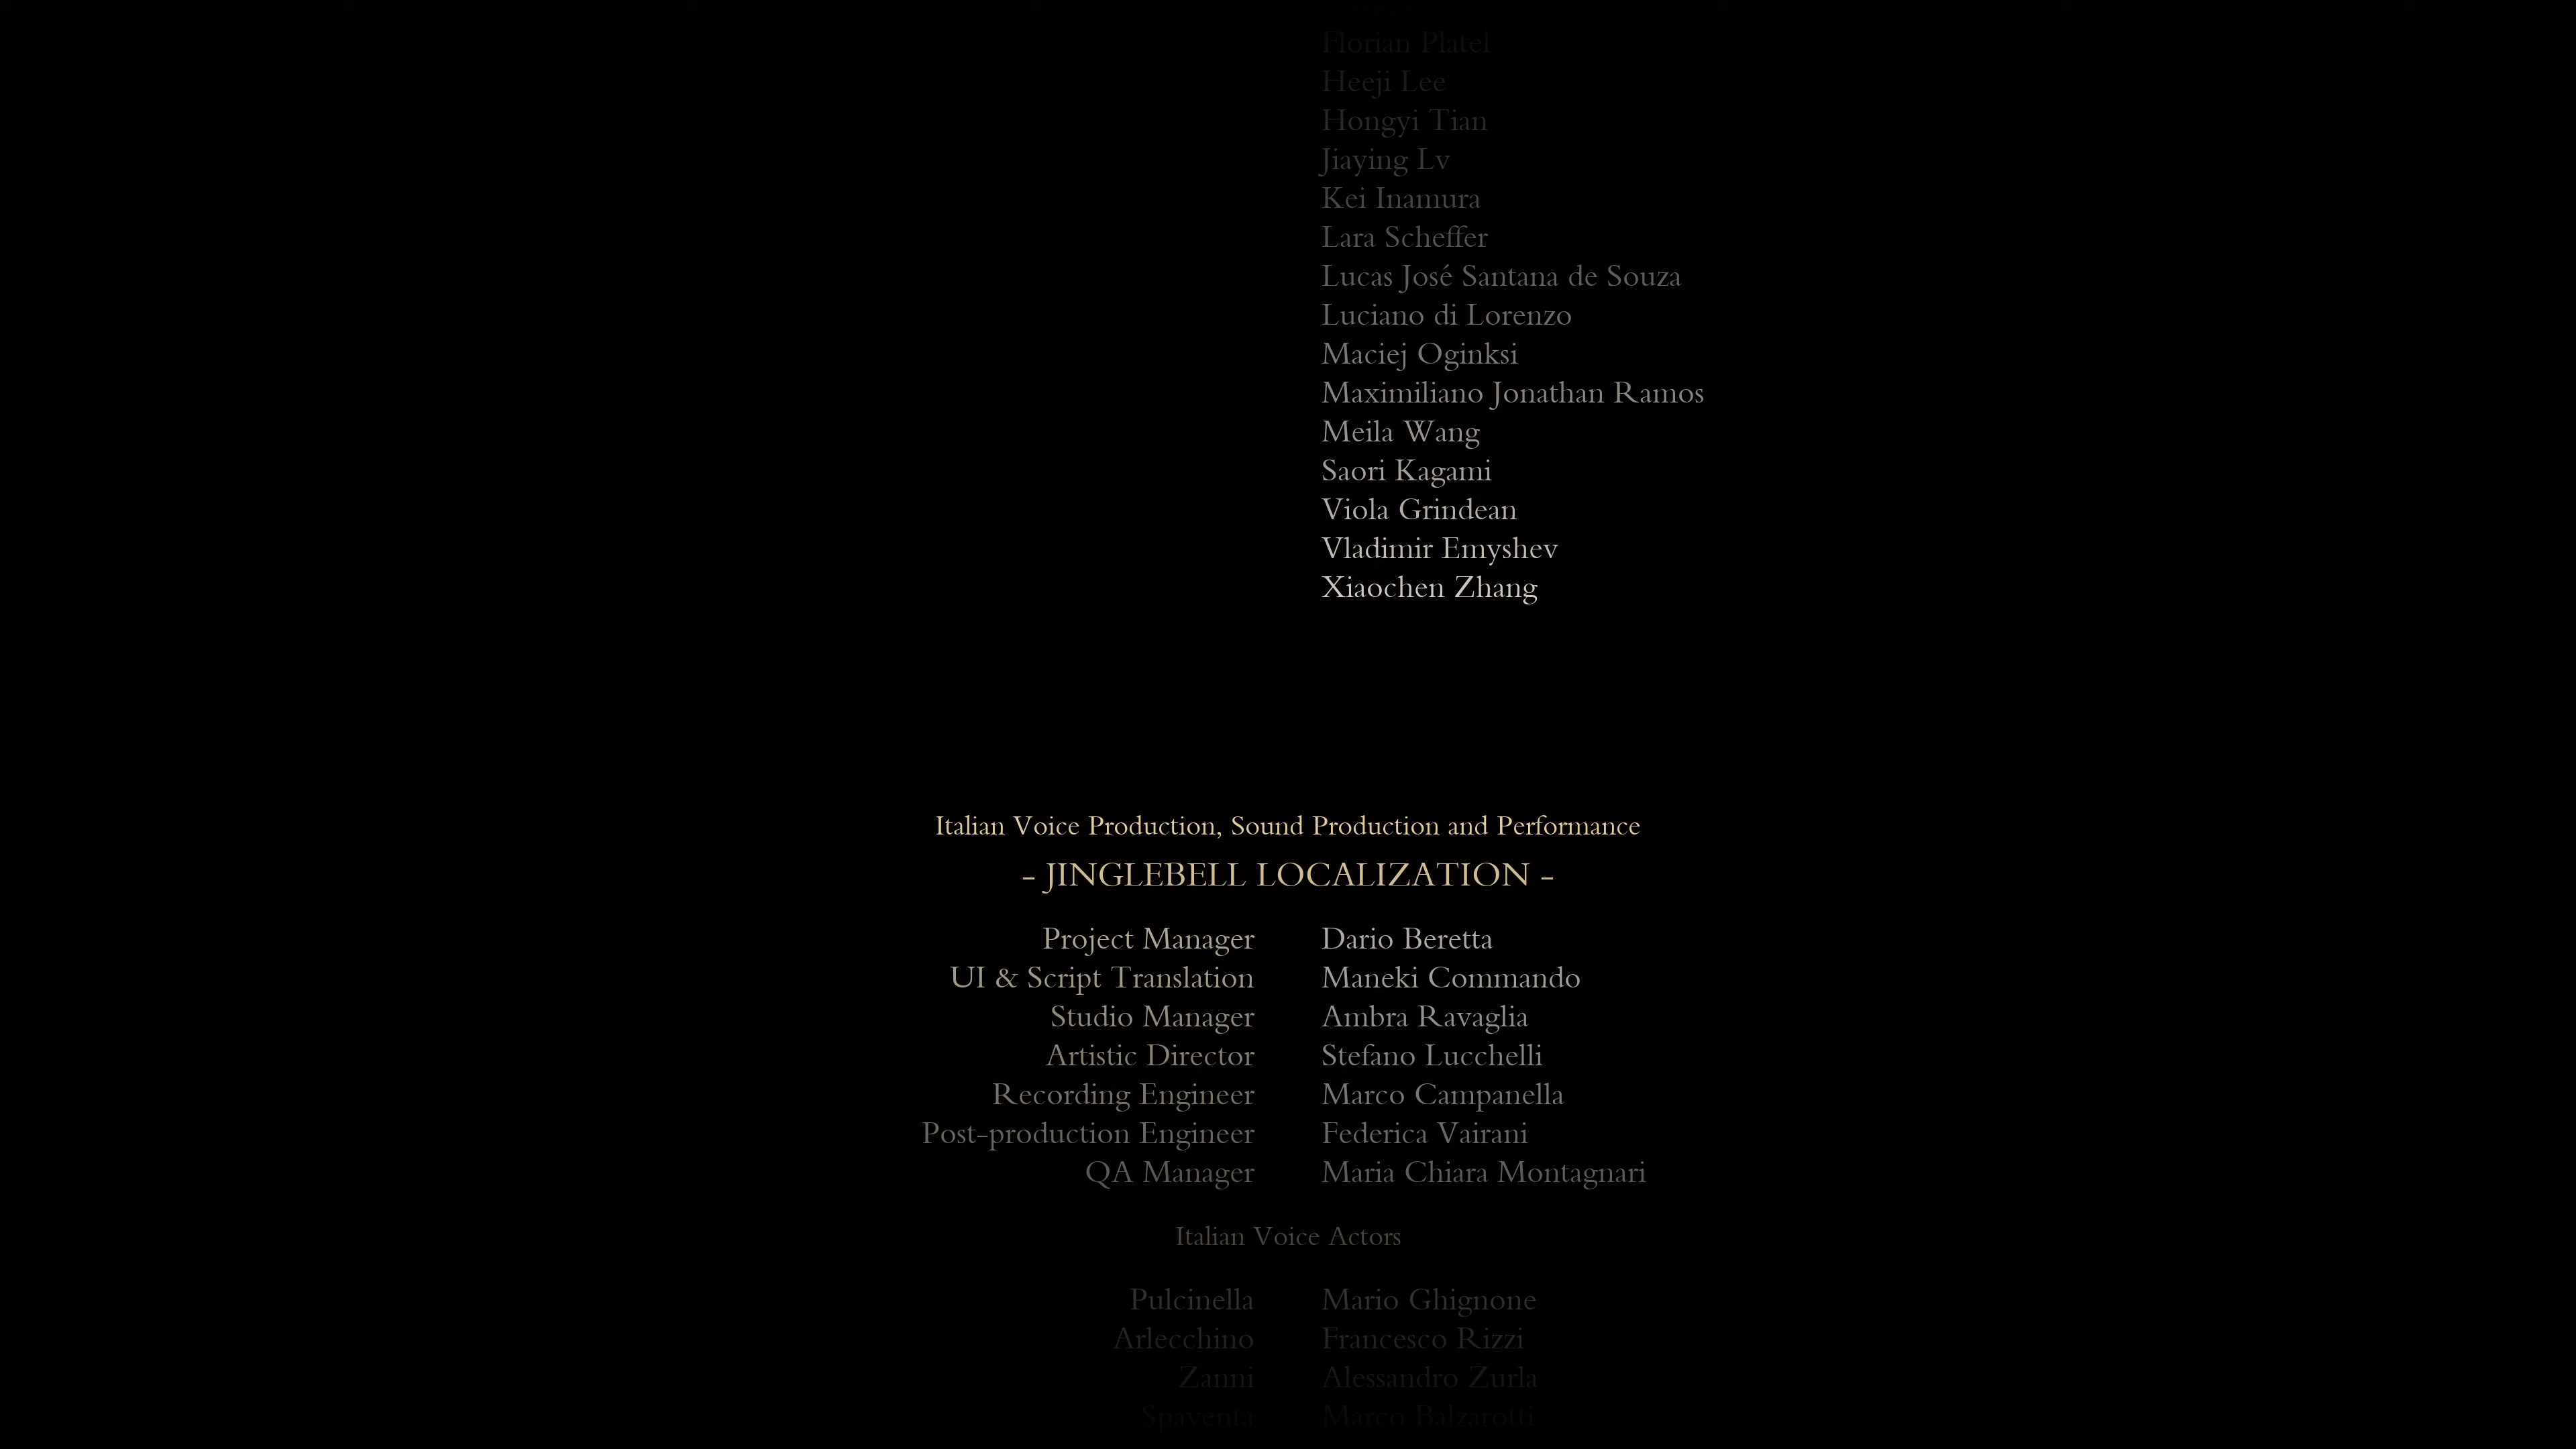 Florian Platel
Heeji Lee
Hongyi Tian
Jiaying Lv
Kei Inamura
Lara Scheffer
Lucas José Santana de Souza
Luciano di Lorenzo
Maciej Oginksi
Maximiliano Jonathan Ramos
Meila Wang
Saori Kagami
Viola Grindean
Vladimir Emyshev
Xiaochen Zhang
Italian Voice Production, Sound Production and Performance
- JINGLEBELL LOCALIZATION -
Project Manager Dario Beretta
UI & Script Translation Maneki Commando
Studio Manager Ambra Ravaglia
Artistic Director Stefano Lucchelli
Recording Engineer Marco Campanella
Post-production Engineer Federica Vairani
QA Manager Maria Chiara Montagnari
Italian Voice Actors
Pulcinella Mario Ghignone
Arlecchino Francesco Rizzi
Zanni Alessandro Zurla
Spaventa Marco Balzarotti